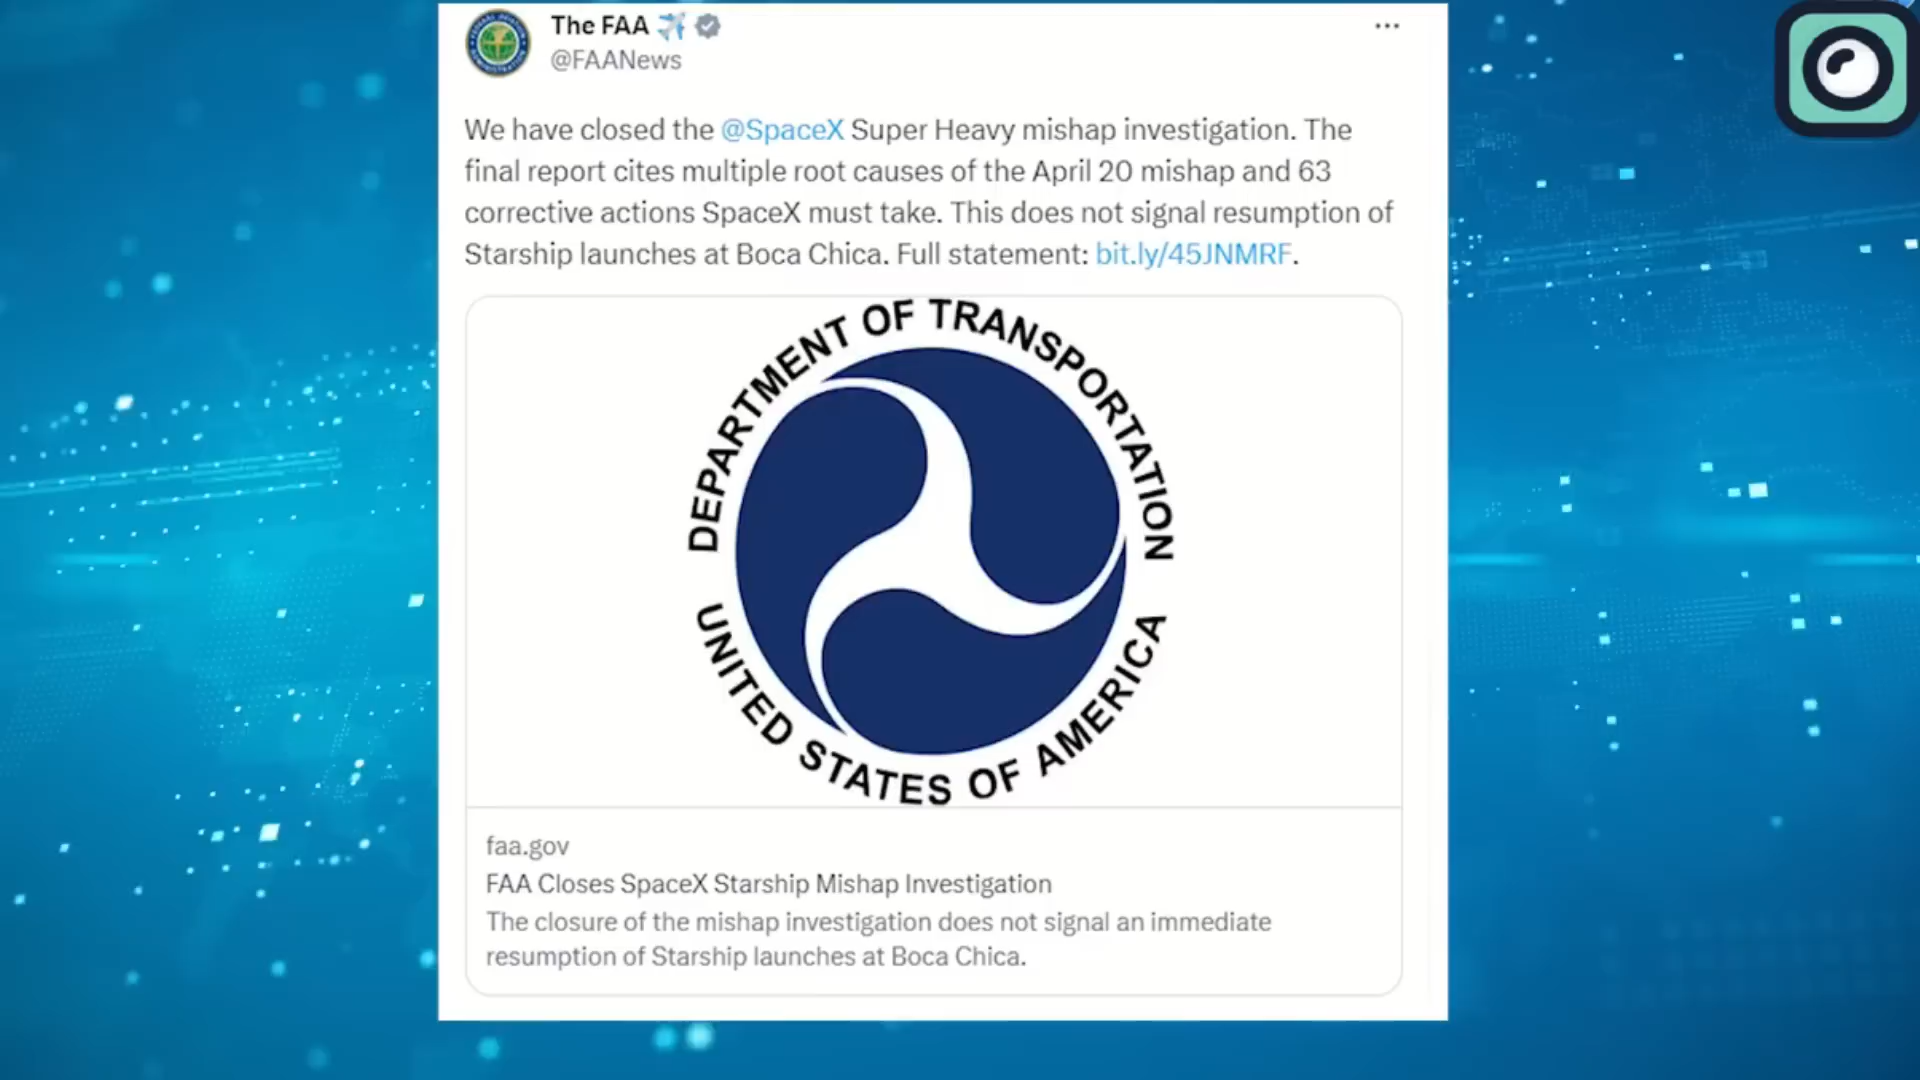 The FAA
@FAANews
We have closed the @SpaceX Super Heavy mishap investigation. The
final report cites multiple root causes of the April 20 mishap and 63
corrective actions SpaceX must take. This does not signal resumption of
Starship launches at Boca Chica. Full statement: bit.ly/45JNMRF.
DEPARTMENT OF TRANSPORTATION
UNITED STATES OF AMERICA
faa.gov
FAA Closes SpaceX Starship Mishap Investigation
The closure of the mishap investigation does not signal an immediate
resumption of Starship launches at Boca Chica.